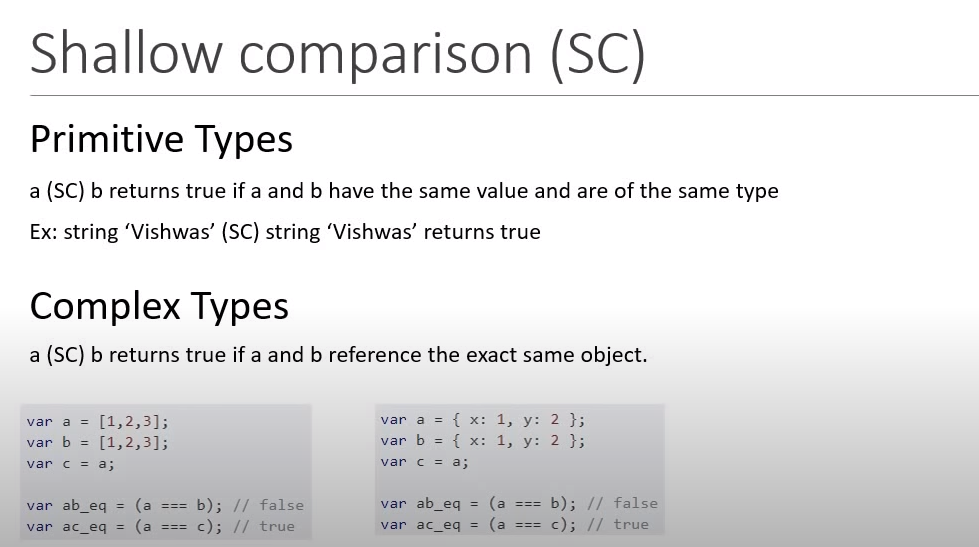 Shallow comparison (SC)
Primitive Types
a (SC) b returns true if a and b have the same value and are of the same type
Ex: string ‘Vishwas’ (SC) string ‘Vishwas’ returns true
Complex Types
a (SC) b returns true if a and b reference the exact same object.
var a = [1,2,3];
var b = [1,2,3];
var c = a;
var ab_eq = (a === b); // false
var ac_eq = (a === c); // true
var a = { x: 1, y: 2 };
var b = { x: 1, y: 2 };
var c = a;
var ab_eq = (a === b); // false
var ac_eq = (a === c); // true